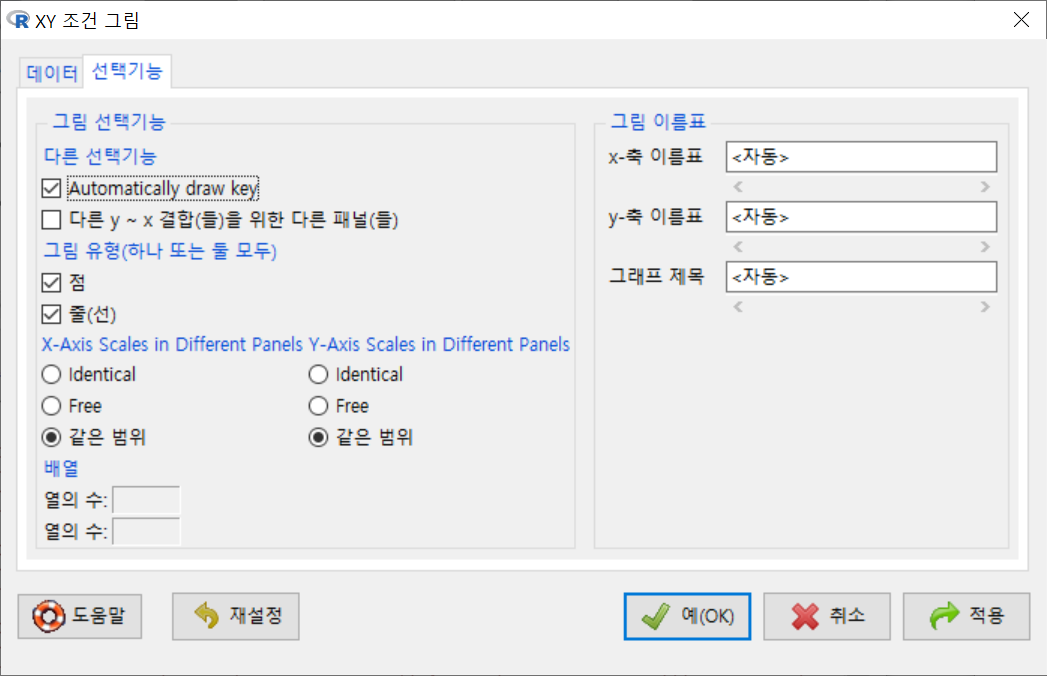 XY 조건 그림
데이터 선택기능
그림 선택기능
다른 선택기능
Automatically draw key
다른 y ~ x 결합(들)을 위한 다른 패널(들)
그림 유형(하나 또는 둘 모두)
점
줄(선)
X-Axis Scales in Different Panels Y-Axis Scales in Different Panels
Identical Identical
Free Free
같은 범위 같은 범위
배열
열의 수:
열의 수:
그림 이름표
x-축 이름표 <자동>
y-축 이름표 <자동>
그래프 제목 <자동>
도움말 재설정 예(OK) 취소 적용